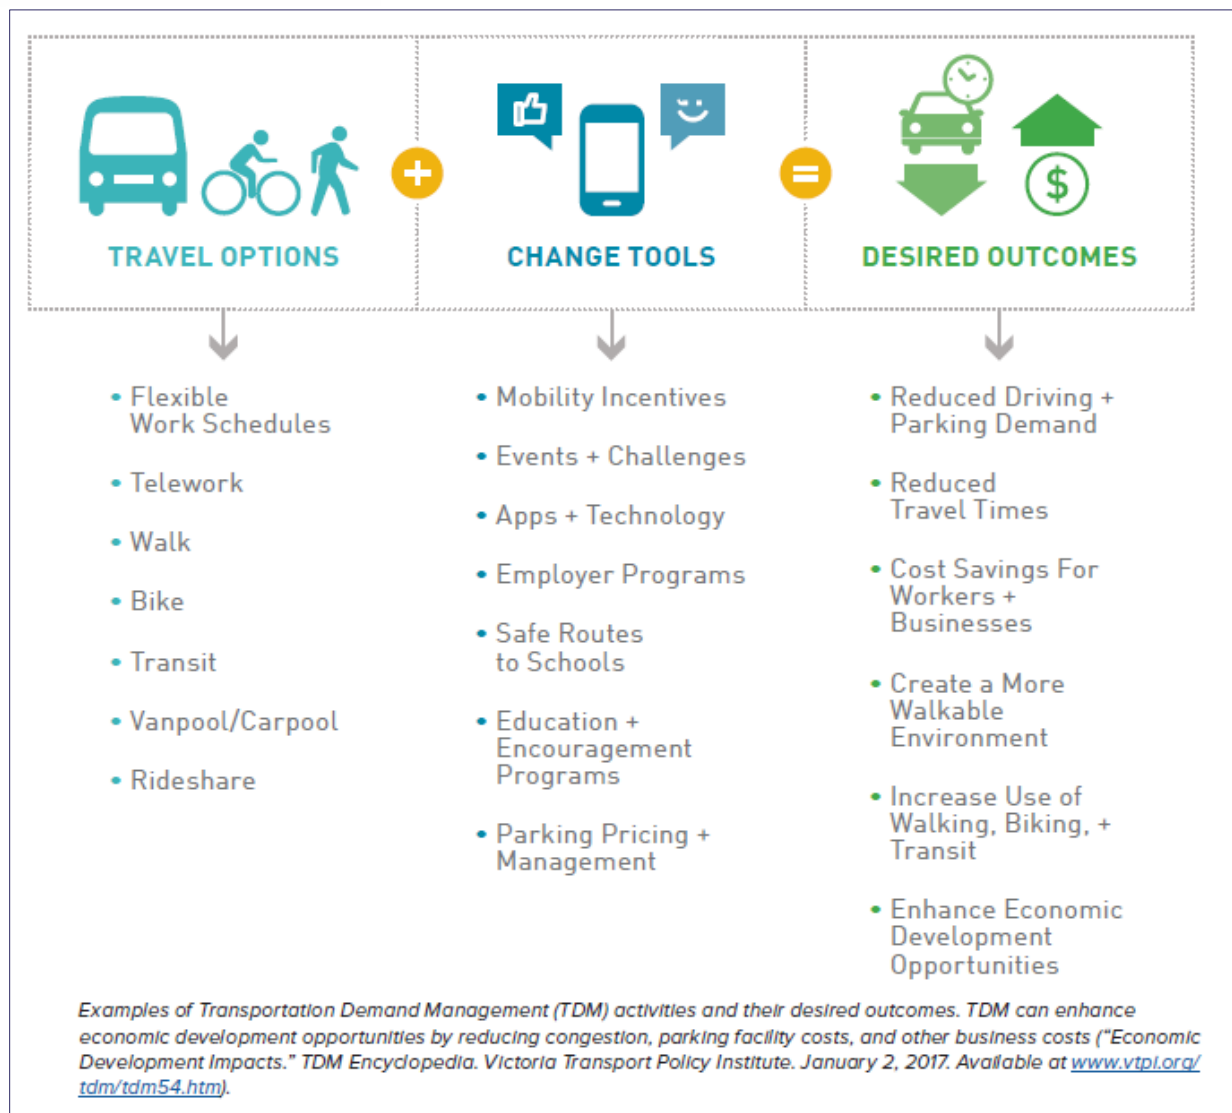 TRAVEL OPTIONS
CHANGE TOOLS
DESIRED OUTCOMES
• Flexible
Work Schedules
• Telework
• Walk
• Bike
• Transit
• Vanpool/Carpool
• Rideshare
• Mobility Incentives
• Events + Challenges
• Apps + Technology
• Employer Programs
• Safe Routes
to Schools
• Education +
Encouragement
Programs
• Parking Pricing +
Management
• Reduced Driving +
Parking Demand
• Reduced
Travel Times
• Cost Savings For
Workers +
Businesses
• Create a More
Walkable
Environment
• Increase Use of
Walking, Biking, +
Transit
• Enhance Economic
Development
Opportunities
Examples of Transportation Demand Management (TDM) activities and their desired outcomes. TDM can enhance
economic development opportunities by reducing congestion, parking facility costs, and other business costs (“Economic
Development Impacts.” TDM Encyclopedia. Victoria Transport Policy Institute. January 2, 2017. Available at www.vtpi.org/
tdm/tdm54.htm).